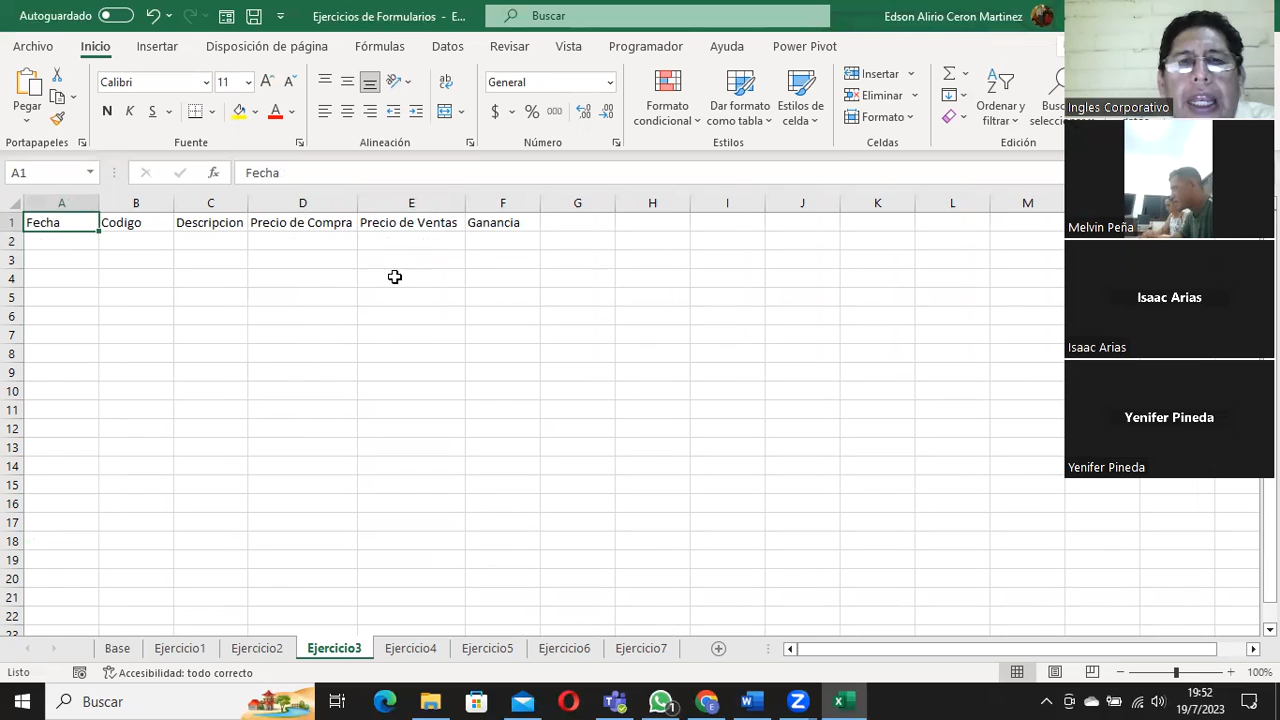 Autoguardado
Ejercicios de Formularios - E...
Buscar
Edson Alirio Ceron Martinez
Archivo Inicio Insertar Disposición de página Fórmulas Datos Revisar Vista Programador Ayuda Power Pivot
Pegar
Portapapeles
Calibri 11
N K S
Fuente
Alineación
General
$ % 000
Número
Formato condicional
Dar formato como tabla
Estilos de celda
Estilos
Insertar
Eliminar
Formato
Celdas
Ordenar y filtrar
Edición
A1
fx
Fecha
A B C D E F G H I J K L M
1 Fecha Codigo Descripcion Precio de Compra Precio de Ventas Ganancia
2
3
4
5
6
7
8
9
10
11
12
13
14
15
16
17
18
19
20
21
22
23
Ingles Corporativo
Melvin Peña
Isaac Arias
Isaac Arias
Yenifer Pineda
Yenifer Pineda
Base Ejercicio1 Ejercicio2 Ejercicio3 Ejercicio4 Ejercicio5 Ejercicio6 Ejercicio7
Listo
Accesibilidad: todo correcto
100%
Buscar
19:52
19/7/2023